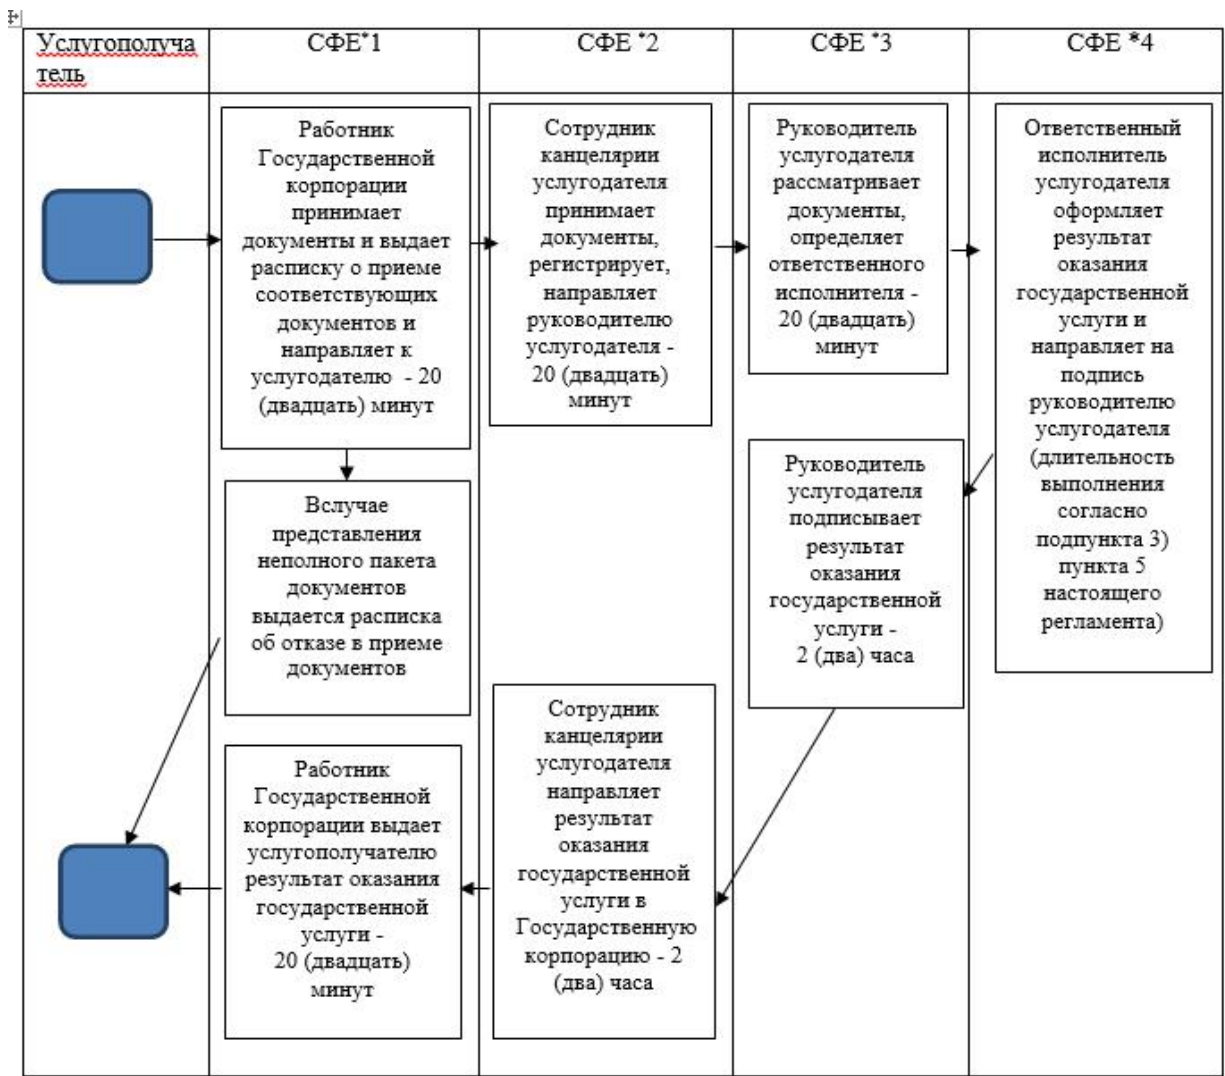 Услугополуча
тель
СФЕ*1
СФЕ *2
СФЕ *3
СФЕ *4
Работник
Государственной
корпорации
принимает
документы и выдает
расписку о приеме
соответствующих
документов и
направляет к
услугодателю - 20
(двадцать) минут
Сотрудник
канцелярии
услугодателя
принимает
документы,
регистрирует,
направляет
руководителю
услугодателя -
20 (двадцать)
минут
Руководитель
услугодателя
рассматривает
документы,
определяет
ответственного
исполнителя -
20 (двадцать)
минут
Ответственный
исполнитель
услугодателя
оформляет
результат
оказания
государственной
услуги и
направляет на
подпись
руководителю
услугодателя
(длительность
выполнения
согласно
подпункта 3)
пункта 5
настоящего
регламента)
Вслучае
представления
неполного пакета
документов
выдается расписка
об отказе в приеме
документов
Руководитель
услугодателя
подписывает
результат
оказания
государственной
услуги -
2 (два) часа
Сотрудник
канцелярии
услугодателя
направляет
результат
оказания
государственной
услуги в
Государственную
корпорацию - 2
(два) часа
Работник
Государственной
корпорации выдает
услугополучателю
результат оказания
государственной
услуги -
20 (двадцать)
минут